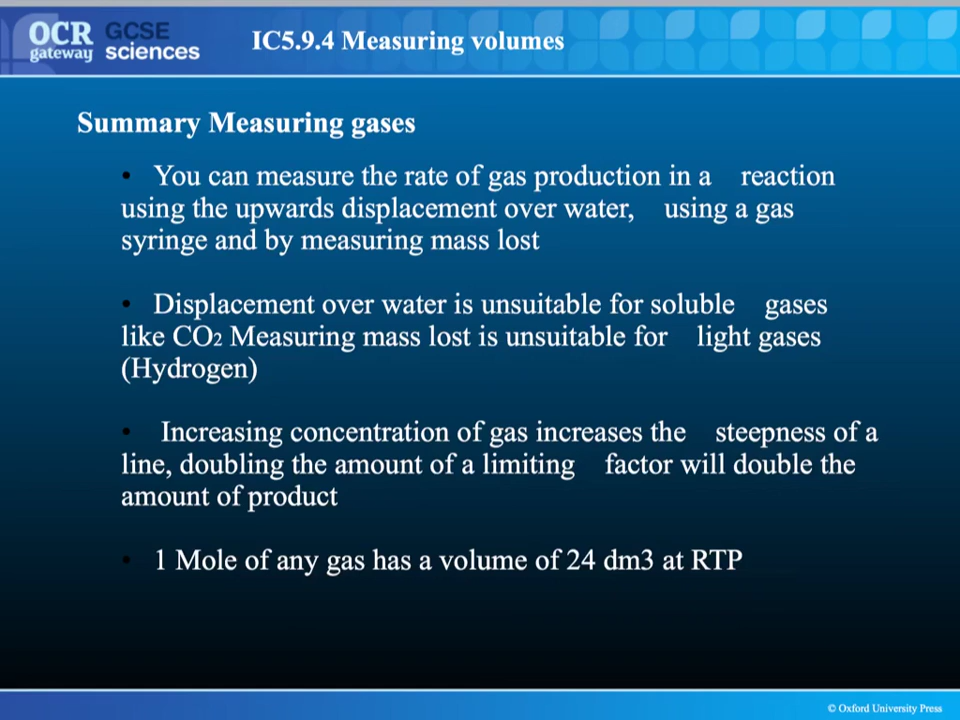 OCR GCSE
gateway sciences
IC5.9.4 Measuring volumes
Summary Measuring gases
• You can measure the rate of gas production in a reaction
using the upwards displacement over water, using a gas
syringe and by measuring mass lost
• Displacement over water is unsuitable for soluble gases
like CO₂ Measuring mass lost is unsuitable for light gases
(Hydrogen)
• Increasing concentration of gas increases the steepness of a
line, doubling the amount of a limiting factor will double the
amount of product
• 1 Mole of any gas has a volume of 24 dm3 at RTP
© Oxford University Press